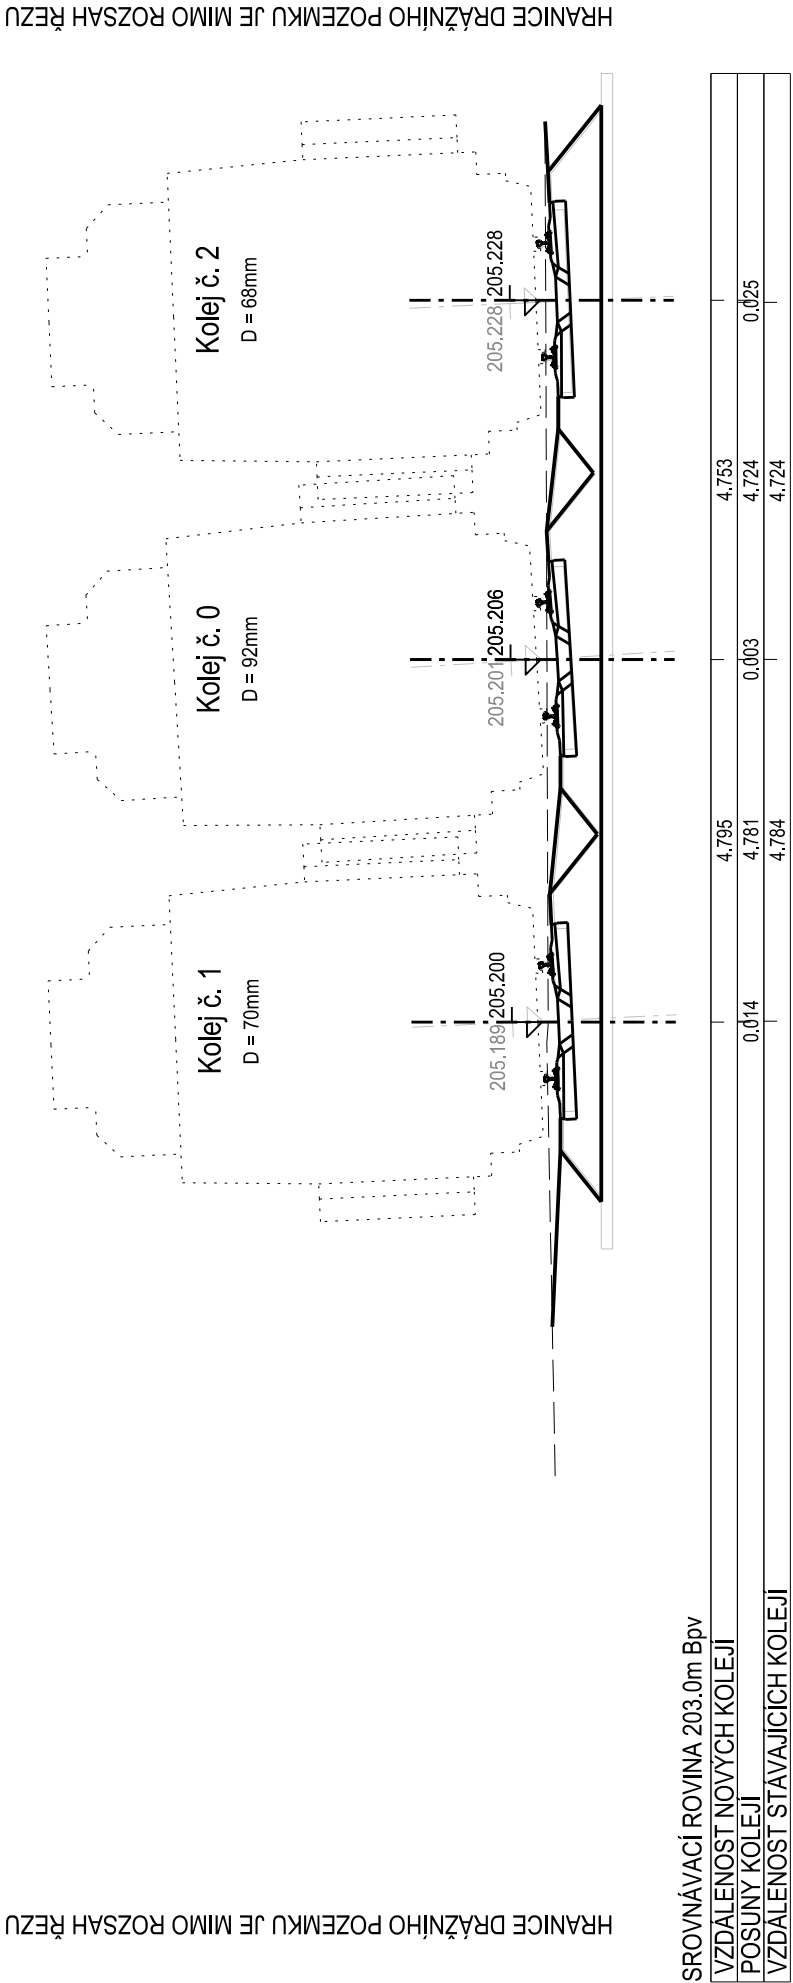 HRANICE DRÁŽNÍHO POZEMKU JE MIMO ROZSAH ŘEZU
HRANICE DRÁŽNÍHO POZEMKU JE MIMO ROZSAH ŘEZU
Kolej č. 1
D = 70mm
Kolej č. 0
D = 92mm
Kolej č. 2
D = 68mm
205.189 205.200
205.201 205.206
205.228 205.228
SROVNÁVACÍ ROVINA 203.0m Bpv
VZDÁLENOST NOVÝCH KOLEJÍ 4.795 4.753
POSUNY KOLEJÍ 0.014 4.781 0.003 4.724 0.025
VZDÁLENOST STÁVAJÍCÍCH KOLEJÍ 4.784 4.724